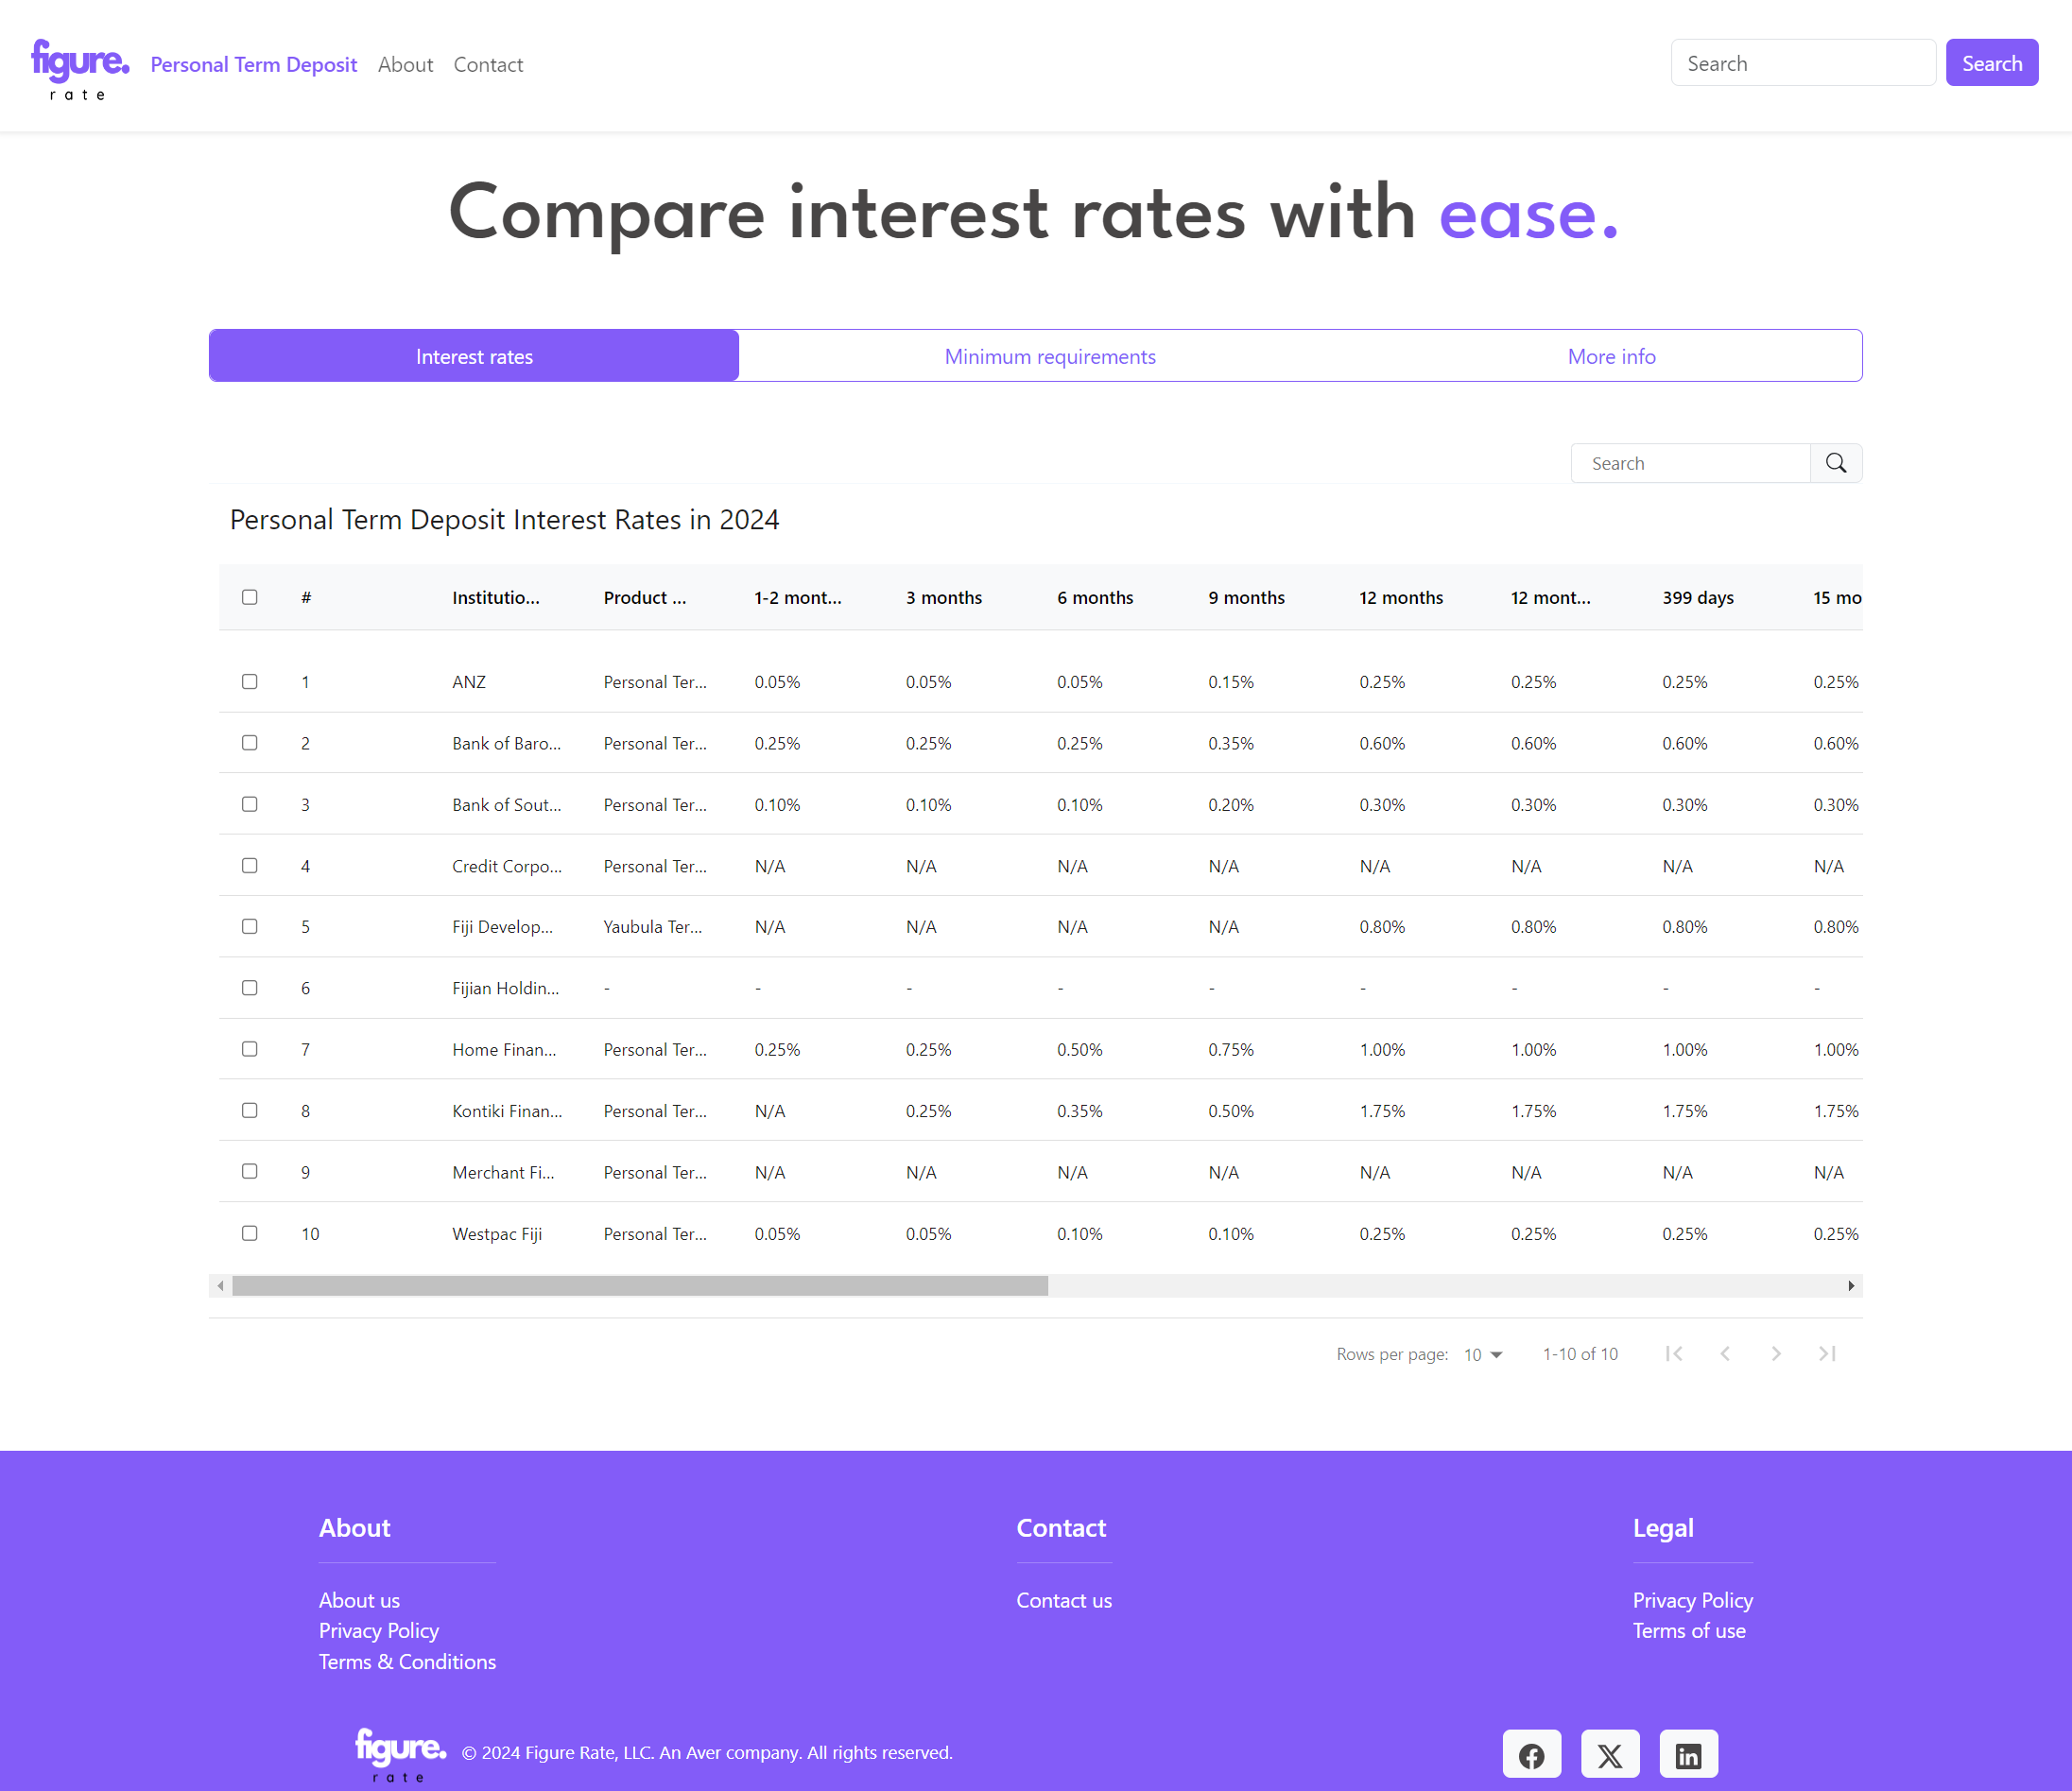 figure.
rate
Personal Term Deposit About Contact
Search Search
Compare interest rates with ease.
Interest rates Minimum requirements More info
Search
Personal Term Deposit Interest Rates in 2024
# Institutio... Product ... 1-2 mont... 3 months 6 months 9 months 12 months 12 mont... 399 days 15 mo
1 ANZ Personal Ter... 0.05% 0.05% 0.05% 0.15% 0.25% 0.25% 0.25% 0.25%
2 Bank of Baro... Personal Ter... 0.25% 0.25% 0.25% 0.35% 0.60% 0.60% 0.60% 0.60%
3 Bank of Sout... Personal Ter... 0.10% 0.10% 0.10% 0.20% 0.30% 0.30% 0.30% 0.30%
4 Credit Corpo... Personal Ter... N/A N/A N/A N/A N/A N/A N/A N/A
5 Fiji Develop... Yaubula Ter... N/A N/A N/A N/A 0.80% 0.80% 0.80% 0.80%
6 Fijian Holdin... - - - - - - - - -
7 Home Finan... Personal Ter... 0.25% 0.25% 0.50% 0.75% 1.00% 1.00% 1.00% 1.00%
8 Kontiki Finan... Personal Ter... N/A 0.25% 0.35% 0.50% 1.75% 1.75% 1.75% 1.75%
9 Merchant Fi... Personal Ter... N/A N/A N/A N/A N/A N/A N/A N/A
10 Westpac Fiji Personal Ter... 0.05% 0.05% 0.10% 0.10% 0.25% 0.25% 0.25% 0.25%
Rows per page: 10 1-10 of 10
About
About us
Privacy Policy
Terms & Conditions
Contact
Contact us
Legal
Privacy Policy
Terms of use
figure.
rate
© 2024 Figure Rate, LLC. An Aver company. All rights reserved.